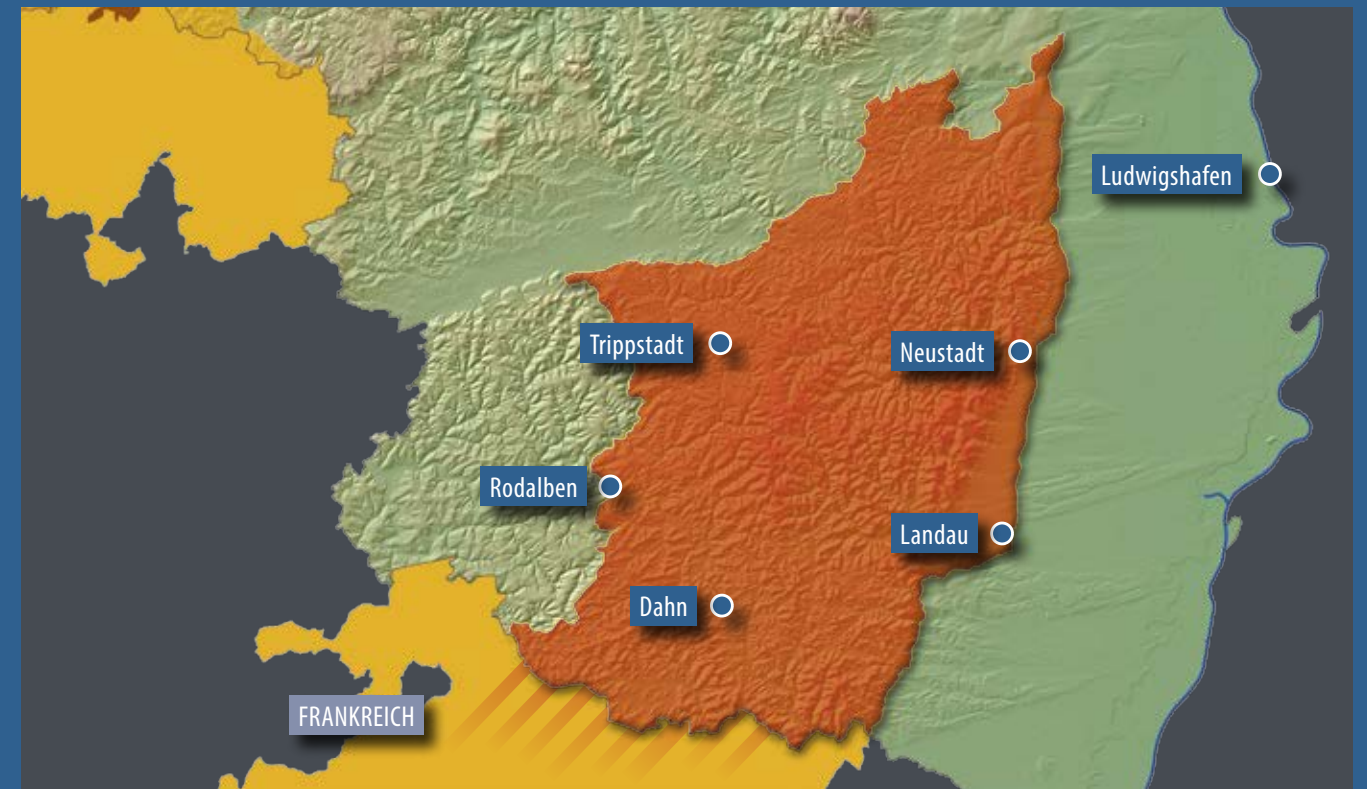 Ludwigshafen
Trippstadt
Neustadt
Rodalben
Landau
Dahn
FRANKREICH